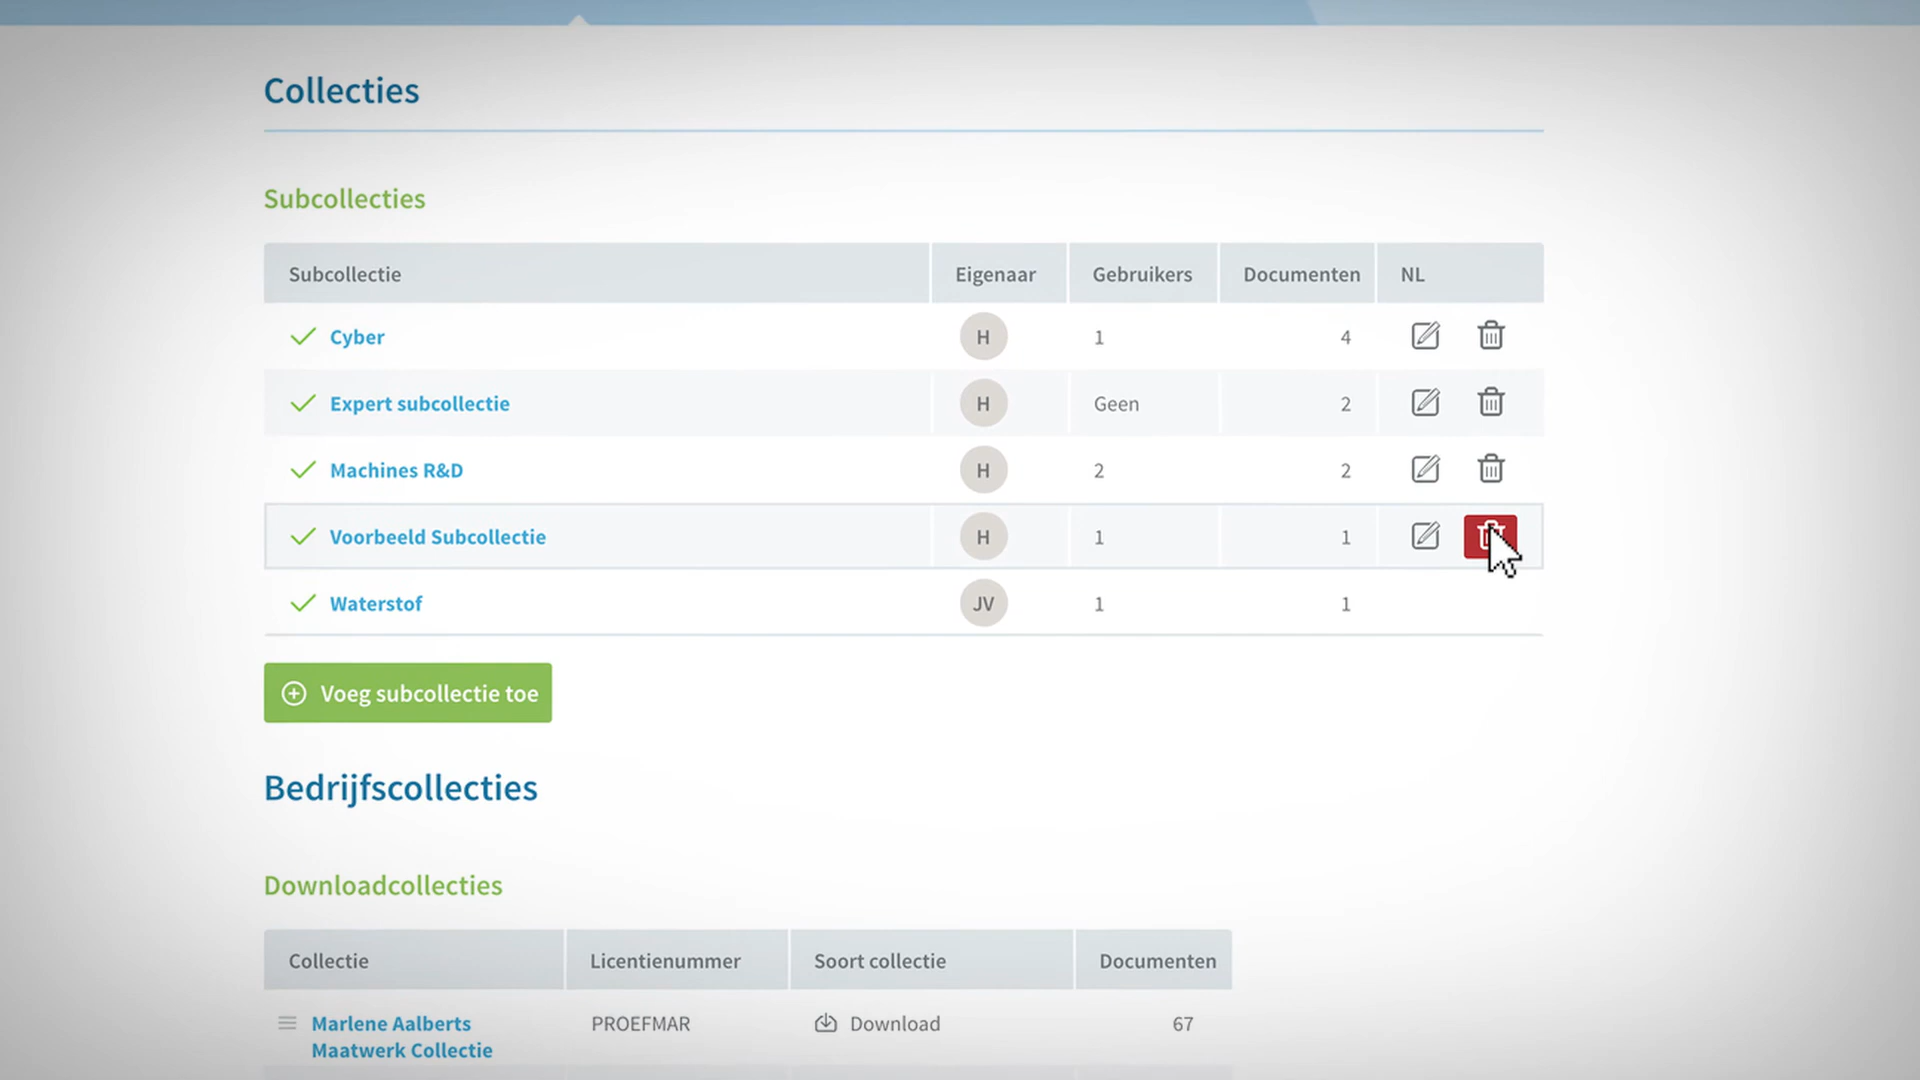 Collecties
Subcollecties
Subcollectie Eigenaar Gebruikers Documenten NL
Cyber H 1 4
Expert subcollectie H Geen 2
Machines R&D H 2 2
Voorbeeld Subcollectie H 1 1
Waterstof JV 1 1
Voeg subcollectie toe
Bedrijfscollecties
Downloadcollecties
Collectie Licentienummer Soort collectie Documenten
Marlene Aalberts PROEFMAR Download 67
Maatwerk Collectie